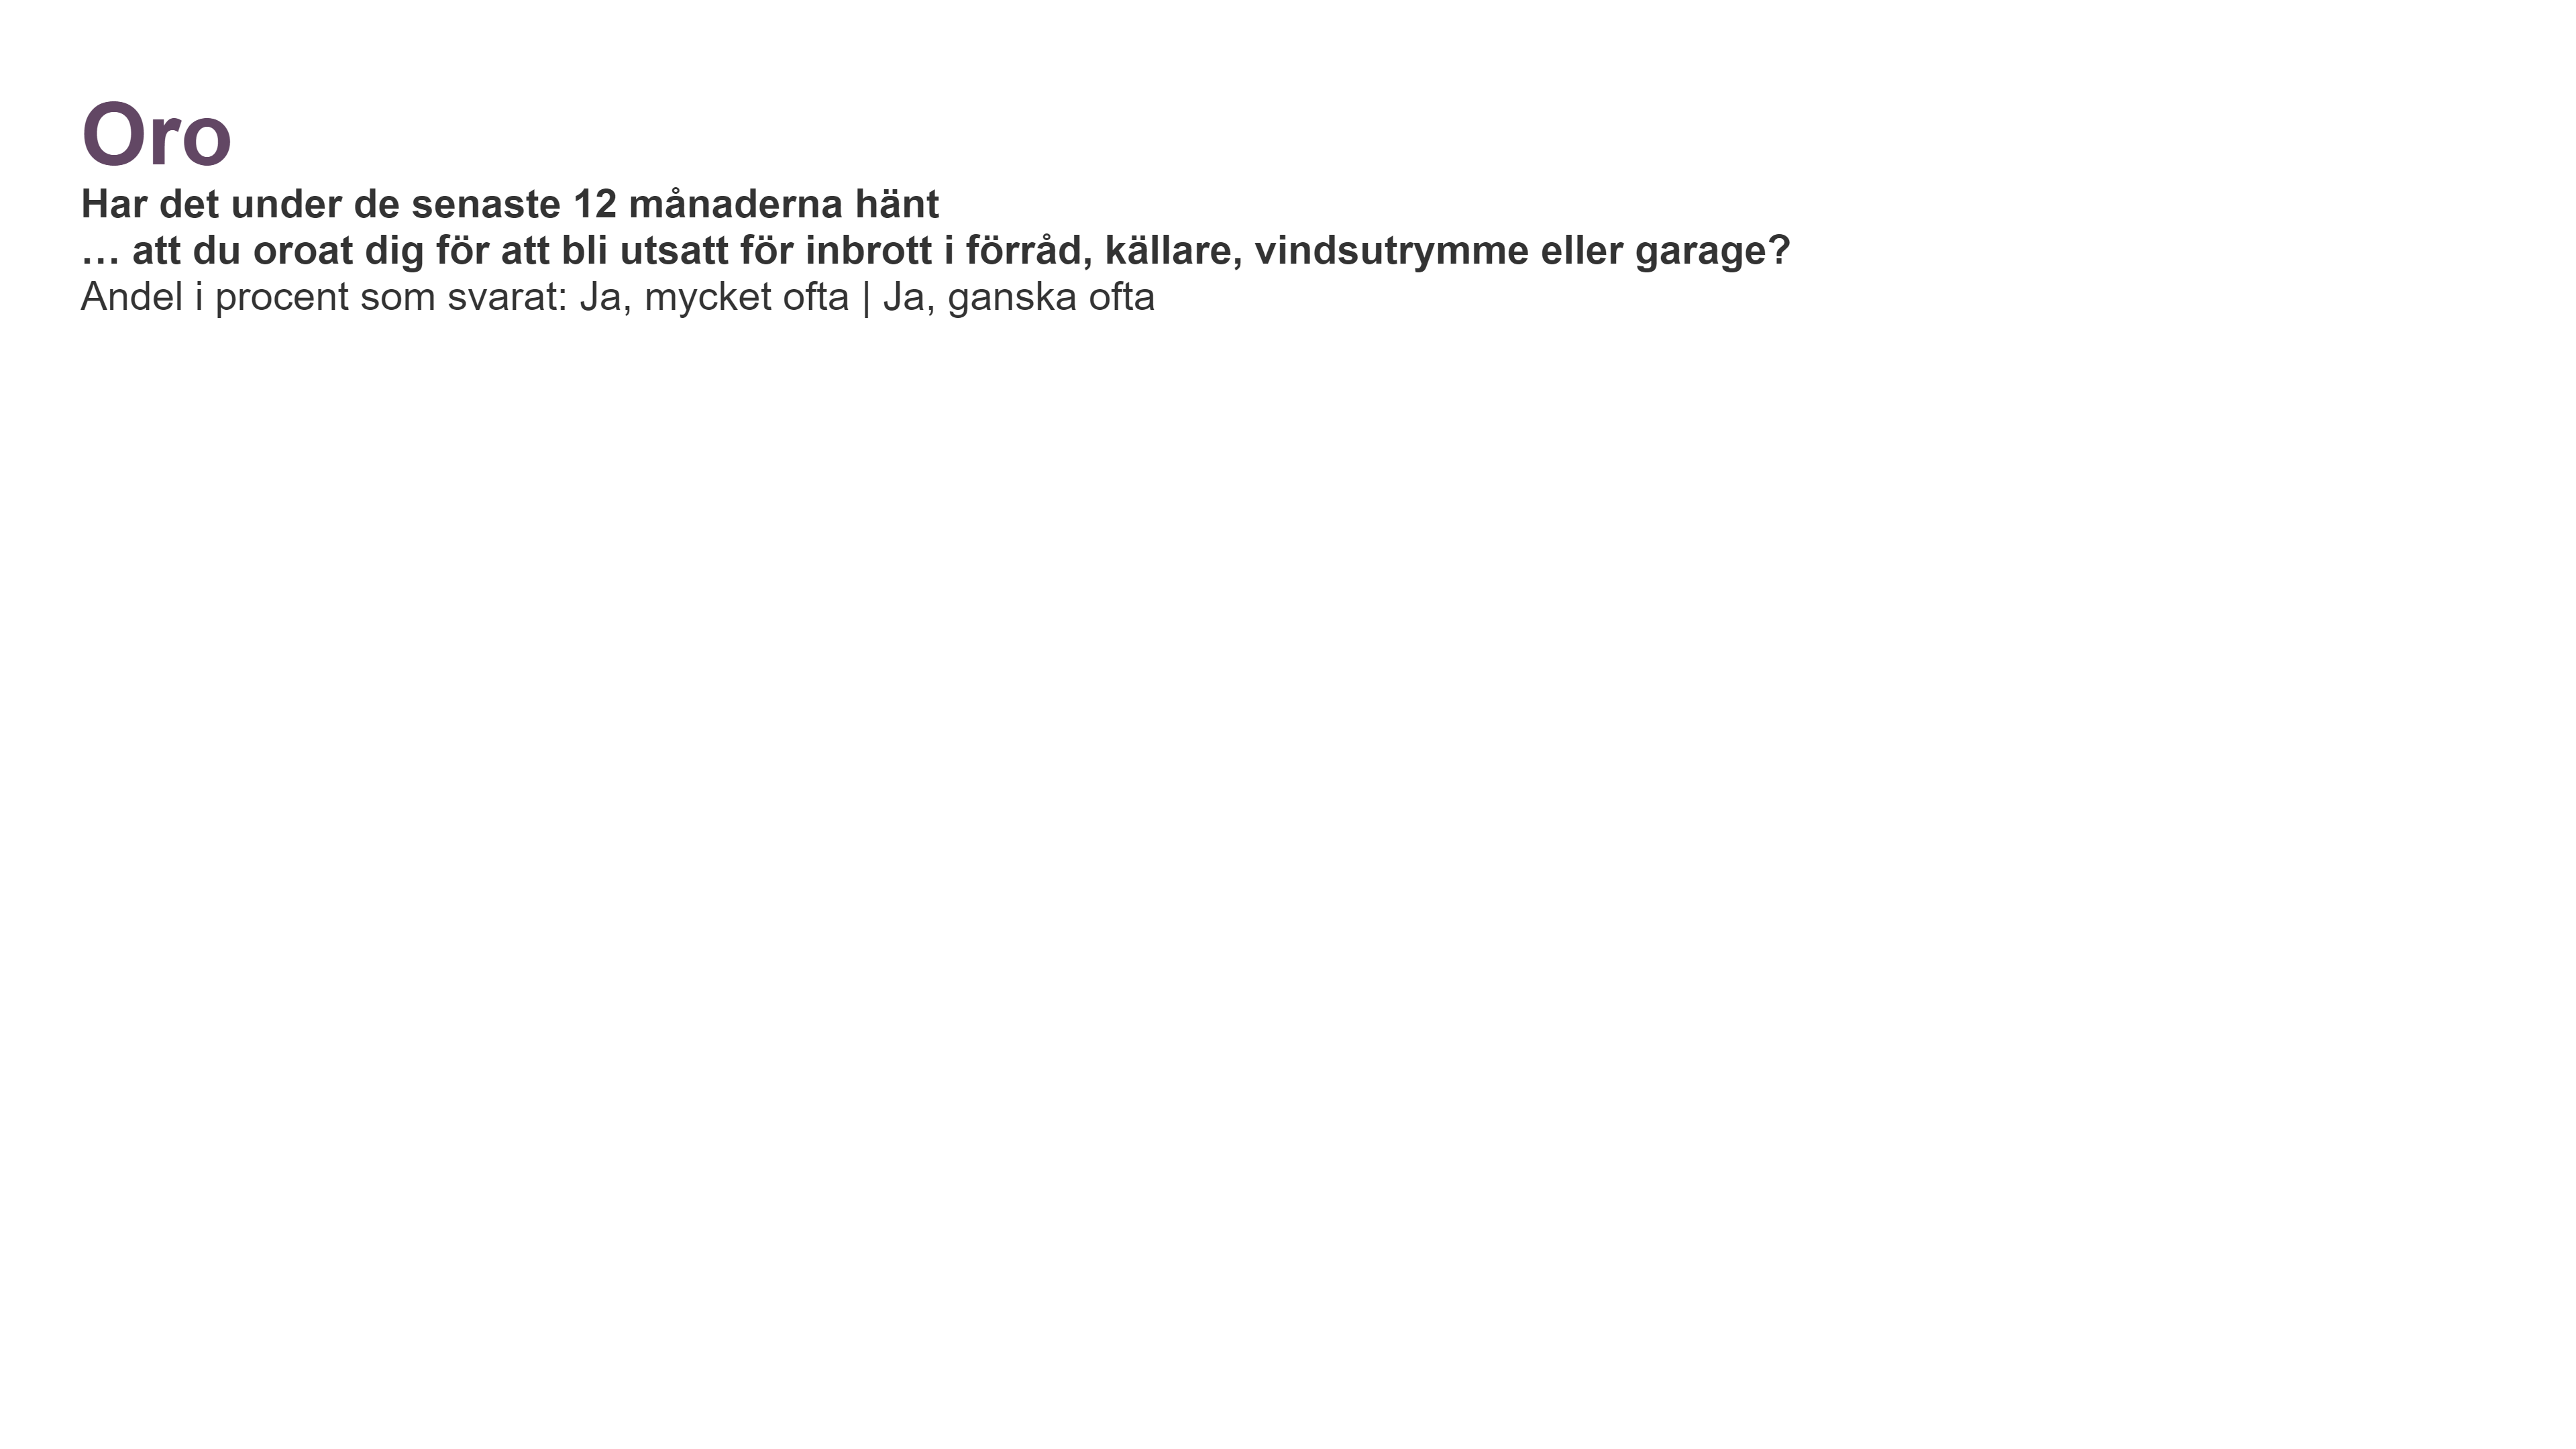 Oro
Har det under de senaste 12 månaderna hänt
… att du oroat dig för att bli utsatt för inbrott i förråd, källare, vindsutrymme eller garage?
Andel i procent som svarat: Ja, mycket ofta | Ja, ganska ofta